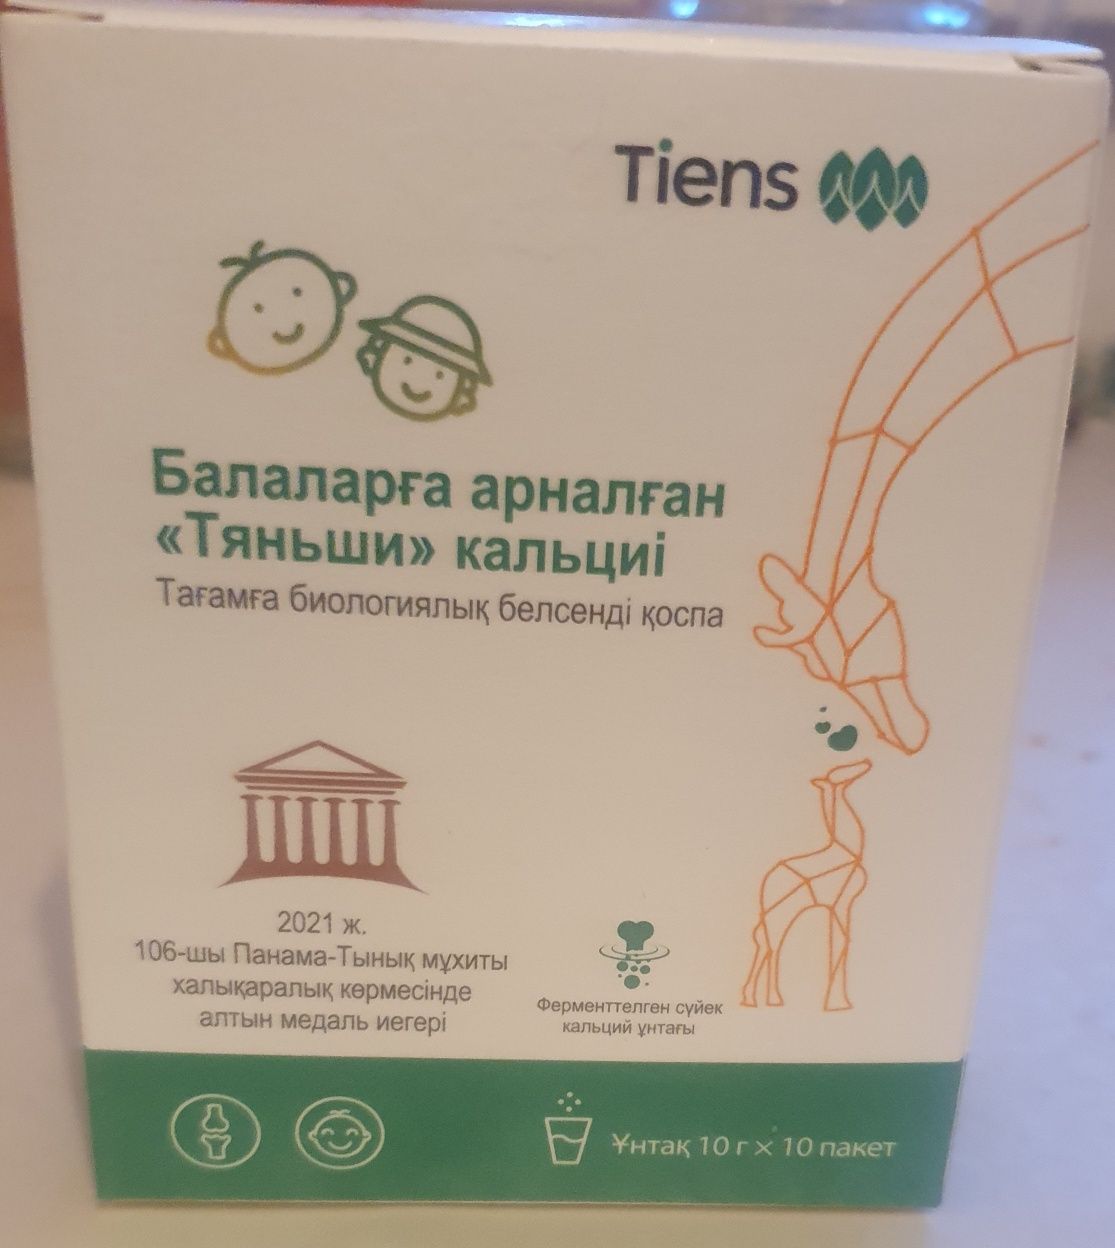 Tiens
Балаларға арналған
«Тяньши» кальциі
Тағамға биологиялық белсенді қоспа
2021 ж.
106-шы Панама-Тынық мұхиты
халықаралық көрмесінде
алтын медаль иегері
Ферменттелген сүйек
кальций ұнтағы
Ұнтақ 10 г × 10 пакет